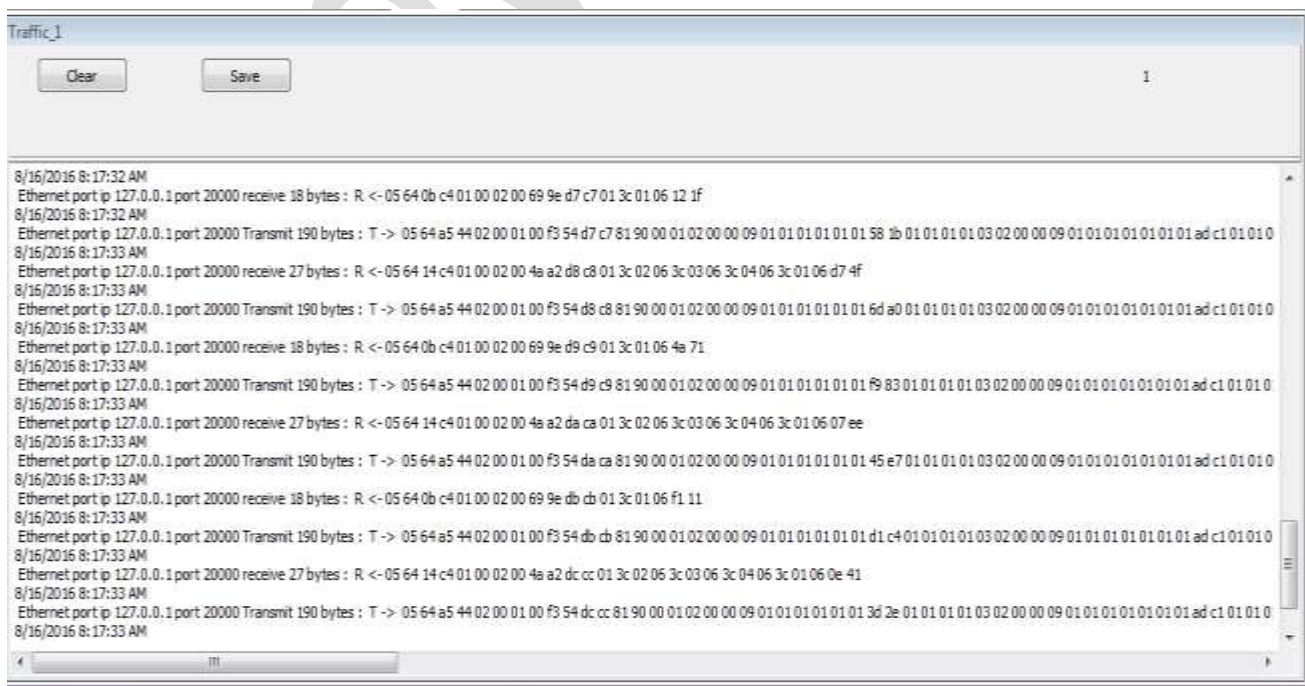 Traffic_1
Clear Save 1
8/16/2016 8:17:32 AM
Ethernet port ip 127.0.0.1 port 20000 receive 18 bytes : R <- 05 64 0b c4 01 00 02 00 69 9e d7 c7 01 3c 01 06 12 1f
8/16/2016 8:17:32 AM
Ethernet port ip 127.0.0.1 port 20000 Transmit 190 bytes : T -> 05 64 a5 44 02 00 01 00 f3 54 d7 c7 81 90 00 01 02 00 00 09 01 01 01 01 01 01 58 1b 01 01 01 01 03 02 00 00 09 01 01 01 01 01 01 01 ad c1 01 01 0
8/16/2016 8:17:33 AM
Ethernet port ip 127.0.0.1 port 20000 receive 27 bytes : R <- 05 64 14 c4 01 00 02 00 4a a2 d8 c8 01 3c 02 06 3c 03 06 3c 04 06 3c 01 06 d7 4f
8/16/2016 8:17:33 AM
Ethernet port ip 127.0.0.1 port 20000 Transmit 190 bytes : T -> 05 64 a5 44 02 00 01 00 f3 54 d8 c8 81 90 00 01 02 00 00 09 01 01 01 01 01 01 6d a0 01 01 01 01 03 02 00 00 09 01 01 01 01 01 01 01 ad c1 01 01 0
8/16/2016 8:17:33 AM
Ethernet port ip 127.0.0.1 port 20000 receive 18 bytes : R <- 05 64 0b c4 01 00 02 00 69 9e d9 c9 01 3c 01 06 4a 71
8/16/2016 8:17:33 AM
Ethernet port ip 127.0.0.1 port 20000 Transmit 190 bytes : T -> 05 64 a5 44 02 00 01 00 f3 54 d9 c9 81 90 00 01 02 00 00 09 01 01 01 01 01 01 f9 83 01 01 01 01 03 02 00 00 09 01 01 01 01 01 01 01 ad c1 01 01 0
8/16/2016 8:17:33 AM
Ethernet port ip 127.0.0.1 port 20000 receive 27 bytes : R <- 05 64 14 c4 01 00 02 00 4a a2 da ca 01 3c 02 06 3c 03 06 3c 04 06 3c 01 06 07 ee
8/16/2016 8:17:33 AM
Ethernet port ip 127.0.0.1 port 20000 Transmit 190 bytes : T -> 05 64 a5 44 02 00 01 00 f3 54 da ca 81 90 00 01 02 00 00 09 01 01 01 01 01 01 45 e7 01 01 01 01 03 02 00 00 09 01 01 01 01 01 01 01 ad c1 01 01 0
8/16/2016 8:17:33 AM
Ethernet port ip 127.0.0.1 port 20000 receive 18 bytes : R <- 05 64 0b c4 01 00 02 00 69 9e db cb 01 3c 01 06 f1 11
8/16/2016 8:17:33 AM
Ethernet port ip 127.0.0.1 port 20000 Transmit 190 bytes : T -> 05 64 a5 44 02 00 01 00 f3 54 db cb 81 90 00 01 02 00 00 09 01 01 01 01 01 01 d1 c4 01 01 01 01 03 02 00 00 09 01 01 01 01 01 01 01 ad c1 01 01 0
8/16/2016 8:17:33 AM
Ethernet port ip 127.0.0.1 port 20000 receive 27 bytes : R <- 05 64 14 c4 01 00 02 00 4a a2 dc cc 01 3c 02 06 3c 03 06 3c 04 06 3c 01 06 0e 41
8/16/2016 8:17:33 AM
Ethernet port ip 127.0.0.1 port 20000 Transmit 190 bytes : T -> 05 64 a5 44 02 00 01 00 f3 54 dc cc 81 90 00 01 02 00 00 09 01 01 01 01 01 01 3d 2e 01 01 01 01 03 02 00 00 09 01 01 01 01 01 01 01 ad c1 01 01 0
8/16/2016 8:17:33 AM